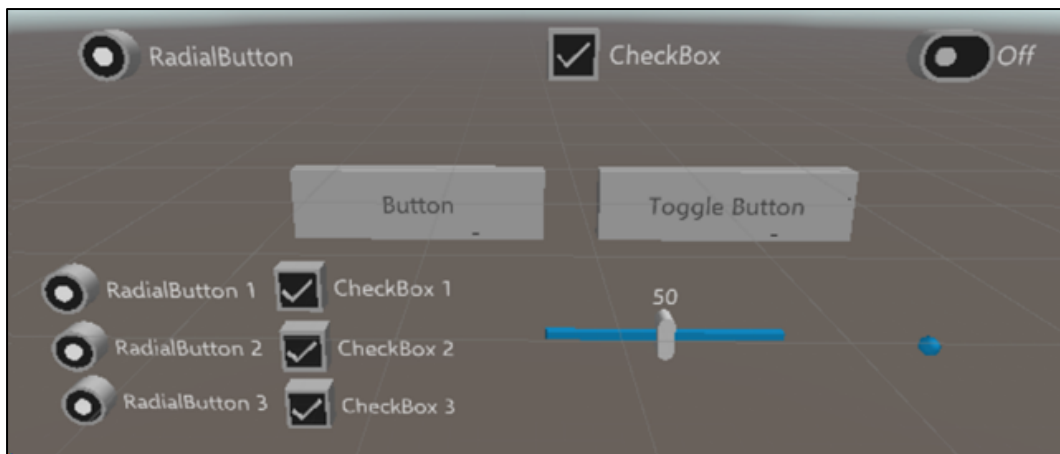 RadialButton
CheckBox
Off
Button
Toggle Button
RadialButton 1
CheckBox 1
50
RadialButton 2
CheckBox 2
RadialButton 3
CheckBox 3